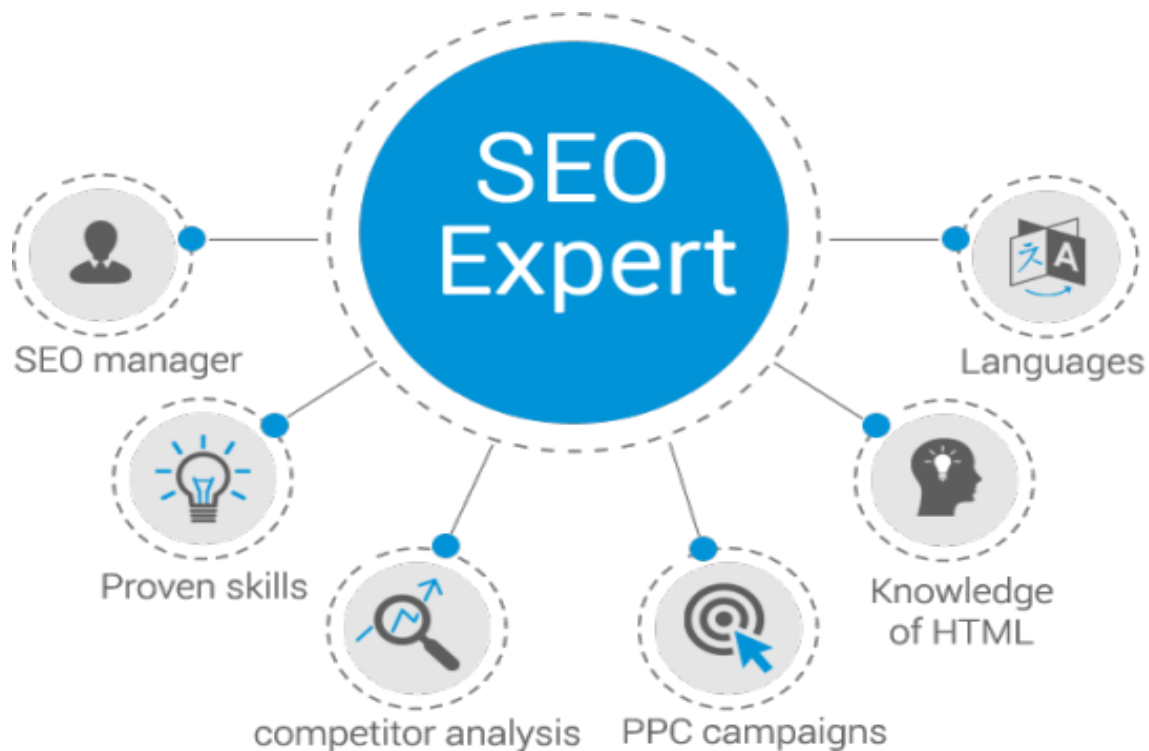 SEO
Expert
SEO manager
Languages
Proven skills
Knowledge
of HTML
competitor analysis
PPC campaigns
A